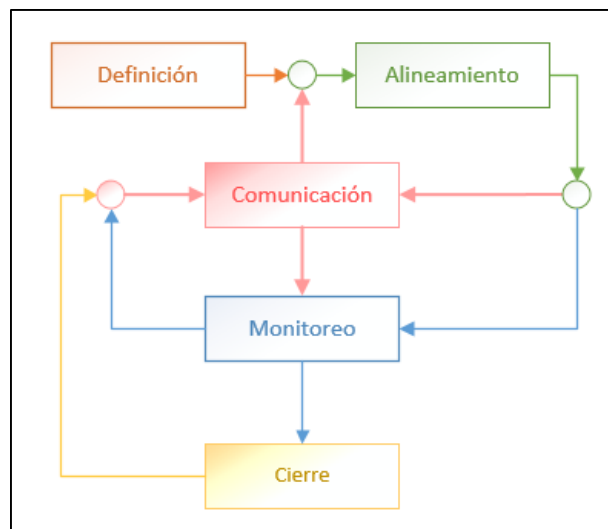 Definición
Alineamiento
Comunicación
Monitoreo
Cierre